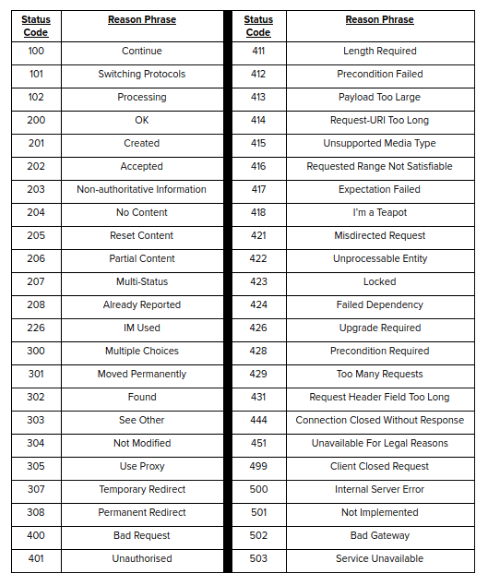 Status Code Reason Phrase Status Code Reason Phrase
100 Continue 411 Length Required
101 Switching Protocols 412 Precondition Failed
102 Processing 413 Payload Too Large
200 OK 414 Request-URI Too Long
201 Created 415 Unsupported Media Type
202 Accepted 416 Requested Range Not Satisfiable
203 Non-authoritative Information 417 Expectation Failed
204 No Content 418 I'm a Teapot
205 Reset Content 421 Misdirected Request
206 Partial Content 422 Unprocessable Entity
207 Multi-Status 423 Locked
208 Already Reported 424 Failed Dependency
226 IM Used 426 Upgrade Required
300 Multiple Choices 428 Precondition Required
301 Moved Permanently 429 Too Many Requests
302 Found 431 Request Header Field Too Long
303 See Other 444 Connection Closed Without Response
304 Not Modified 451 Unavailable For Legal Reasons
305 Use Proxy 499 Client Closed Request
307 Temporary Redirect 500 Internal Server Error
308 Permanent Redirect 501 Not Implemented
400 Bad Request 502 Bad Gateway
401 Unauthorised 503 Service Unavailable